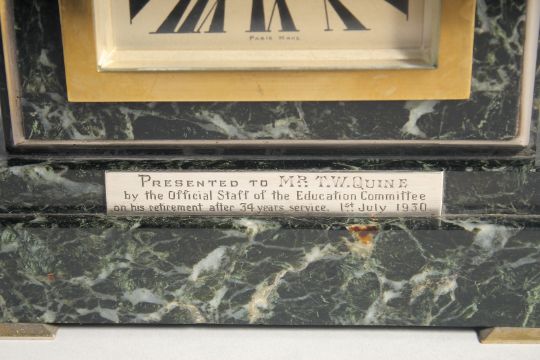 PARIS MAKE
PRESENTED TO MR. T.W. QUINE
by the Official Staff of the Education Committee
on his retirement after 34 years service. 1st July 1930